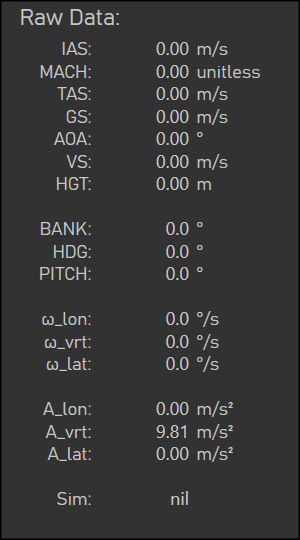 Raw Data:
IAS: 0.00 m/s
MACH: 0.00 unitless
TAS: 0.00 m/s
GS: 0.00 m/s
AOA: 0.00 °
VS: 0.00 m/s
HGT: 0.00 m
BANK: 0.0 °
HDG: 0.0 °
PITCH: 0.0 °
ω_lon: 0.0 °/s
ω_vrt: 0.0 °/s
ω_lat: 0.0 °/s
A_lon: 0.00 m/s²
A_vrt: 9.81 m/s²
A_lat: 0.00 m/s²
Sim: nil